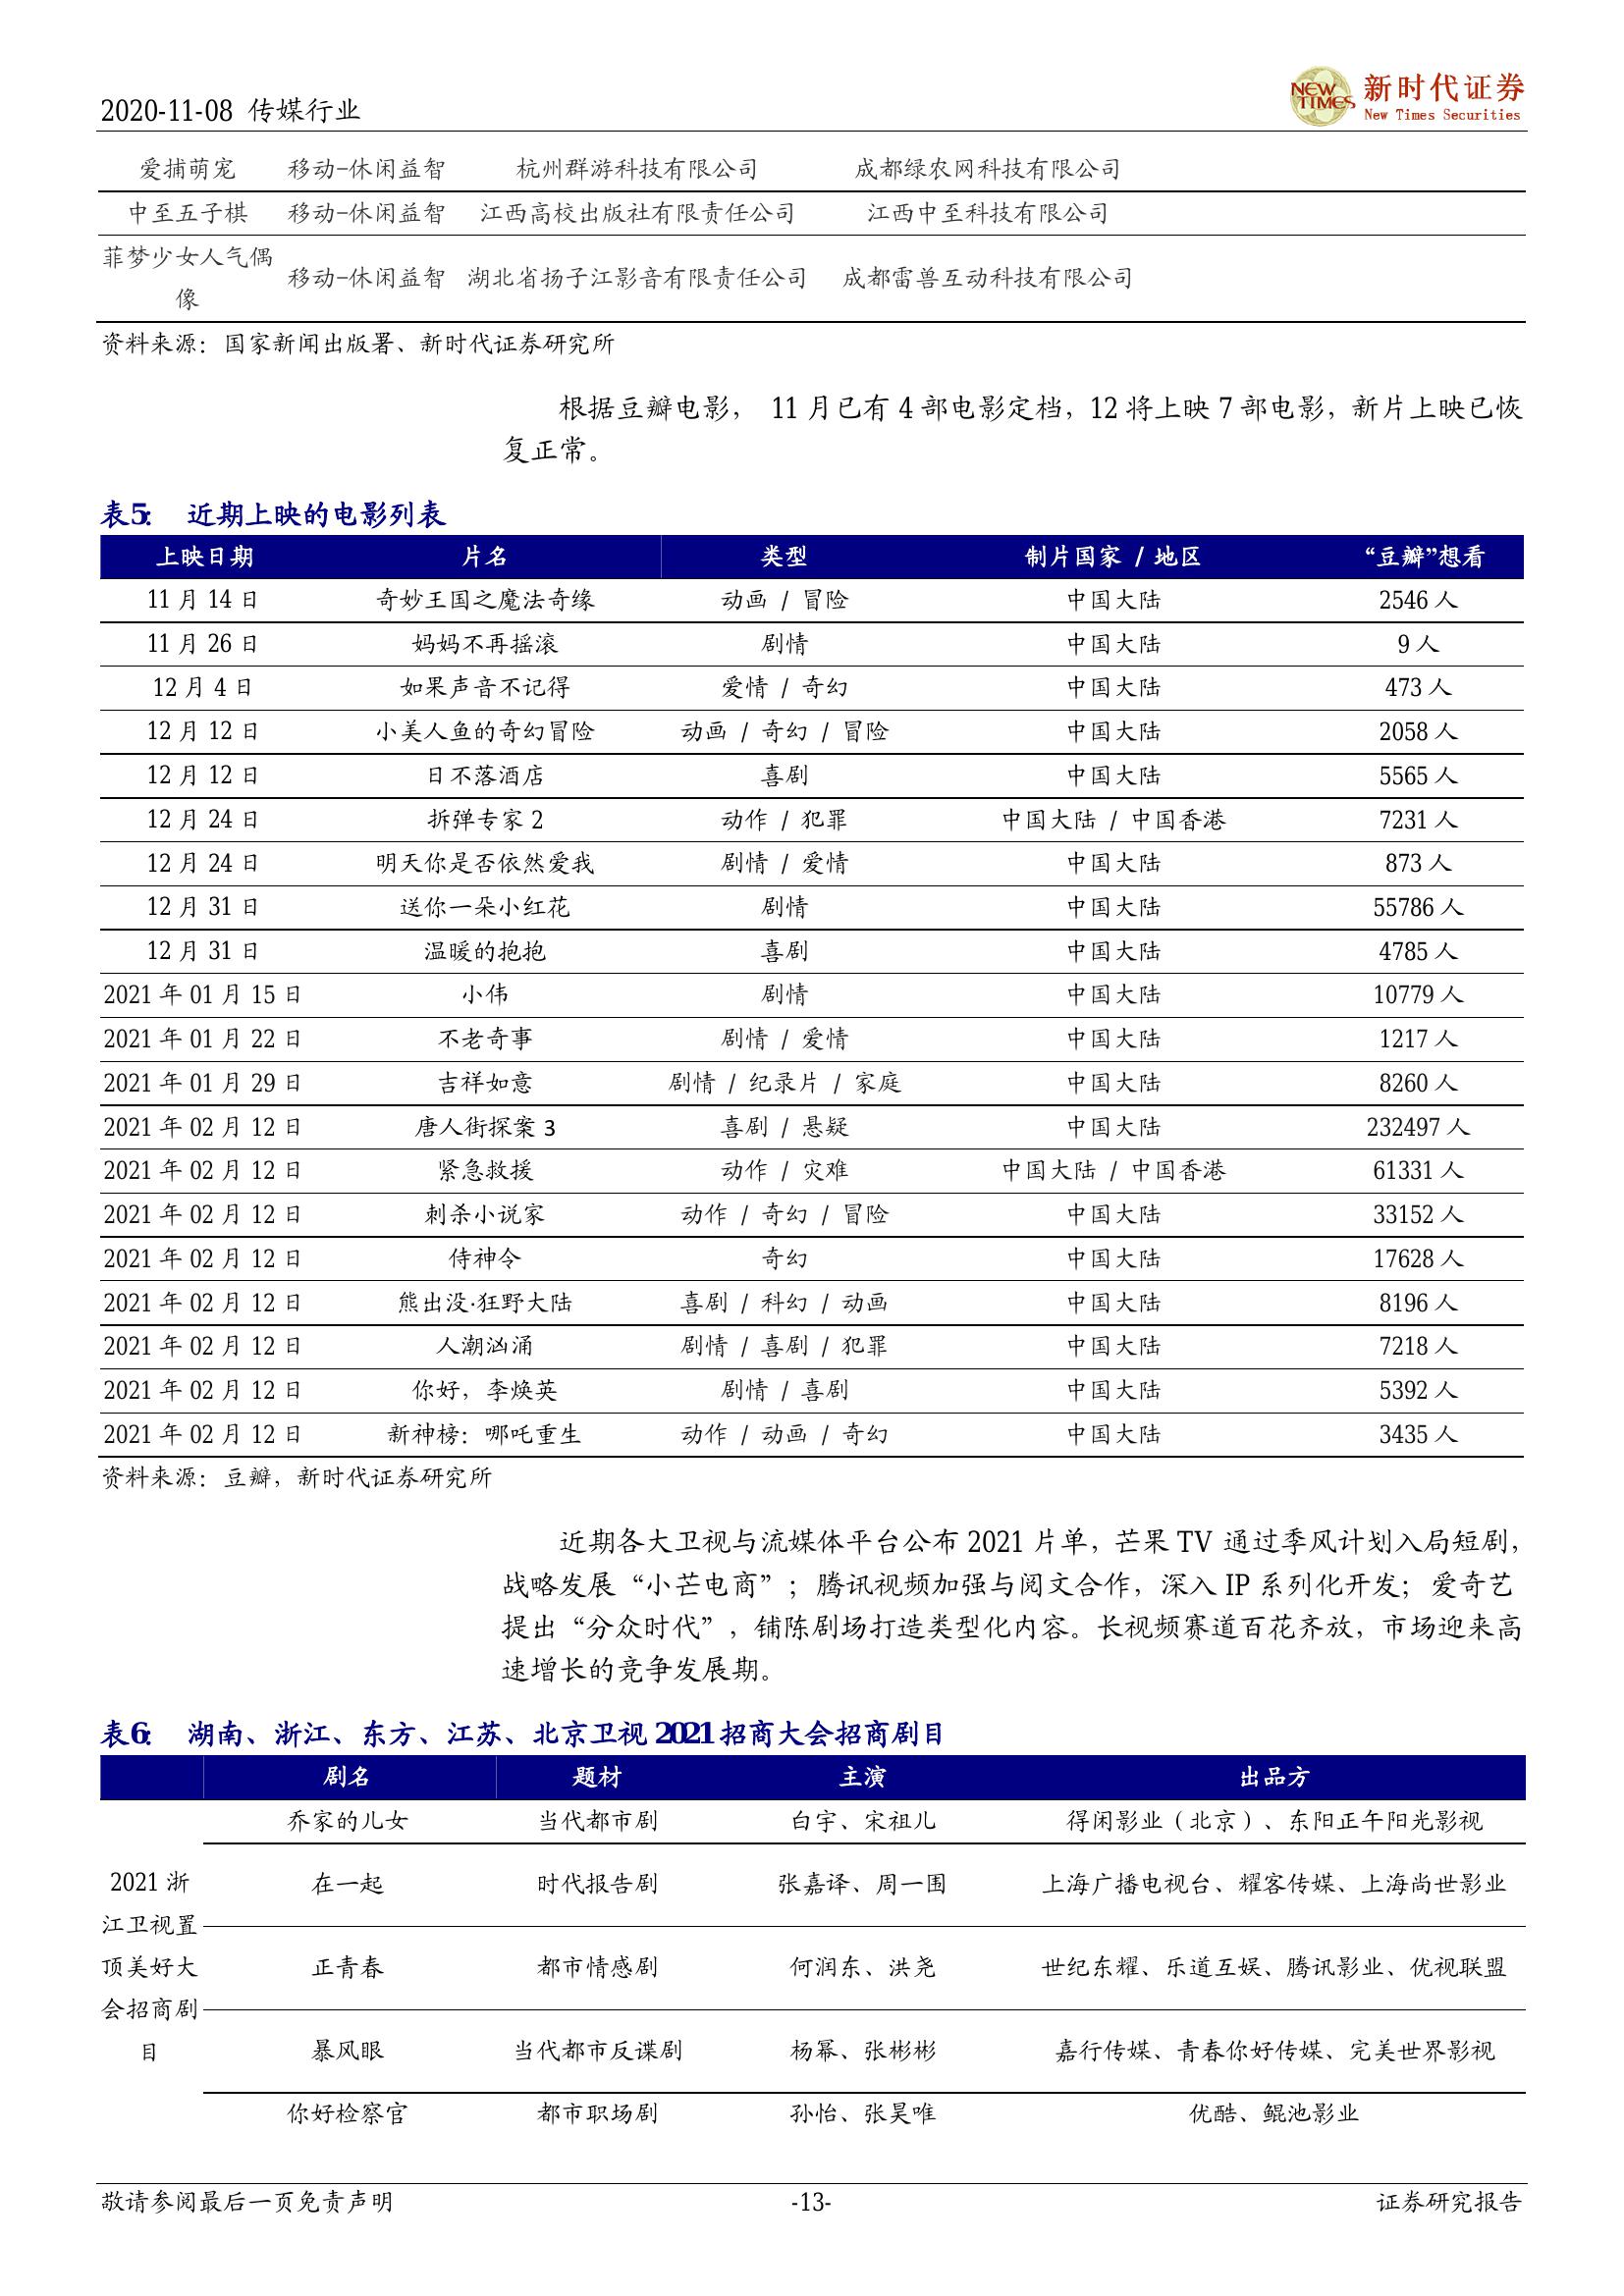 2020-11-08 传媒行业
NEW TIMES 新时代证券
New Times Securities
爱捕萌宠 移动-休闲益智 杭州群游科技有限公司 成都绿农网科技有限公司
中至五子棋 移动-休闲益智 江西高校出版社有限责任公司 江西中至科技有限公司
菲梦少女人气偶像 移动-休闲益智 湖北省扬子江影音有限责任公司 成都雷兽互动科技有限公司
资料来源：国家新闻出版署、新时代证券研究所
根据豆瓣电影， 11 月已有 4 部电影定档，12 将上映 7 部电影，新片上映已恢
复正常。
表5： 近期上映的电影列表
上映日期 片名 类型 制片国家 / 地区 “豆瓣”想看
11 月 14 日 奇妙王国之魔法奇缘 动画 / 冒险 中国大陆 2546 人
11 月 26 日 妈妈不再摇滚 剧情 中国大陆 9 人
12 月 4 日 如果声音不记得 爱情 / 奇幻 中国大陆 473 人
12 月 12 日 小美人鱼的奇幻冒险 动画 / 奇幻 / 冒险 中国大陆 2058 人
12 月 12 日 日不落酒店 喜剧 中国大陆 5565 人
12 月 24 日 拆弹专家 2 动作 / 犯罪 中国大陆 / 中国香港 7231 人
12 月 24 日 明天你是否依然爱我 剧情 / 爱情 中国大陆 873 人
12 月 31 日 送你一朵小红花 剧情 中国大陆 55786 人
12 月 31 日 温暖的抱抱 喜剧 中国大陆 4785 人
2021 年 01 月 15 日 小伟 剧情 中国大陆 10779 人
2021 年 01 月 22 日 不老奇事 剧情 / 爱情 中国大陆 1217 人
2021 年 01 月 29 日 吉祥如意 剧情 / 纪录片 / 家庭 中国大陆 8260 人
2021 年 02 月 12 日 唐人街探案 3 喜剧 / 悬疑 中国大陆 232497 人
2021 年 02 月 12 日 紧急救援 动作 / 灾难 中国大陆 / 中国香港 61331 人
2021 年 02 月 12 日 刺杀小说家 动作 / 奇幻 / 冒险 中国大陆 33152 人
2021 年 02 月 12 日 侍神令 奇幻 中国大陆 17628 人
2021 年 02 月 12 日 熊出没·狂野大陆 喜剧 / 科幻 / 动画 中国大陆 8196 人
2021 年 02 月 12 日 人潮汹涌 剧情 / 喜剧 / 犯罪 中国大陆 7218 人
2021 年 02 月 12 日 你好，李焕英 剧情 / 喜剧 中国大陆 5392 人
2021 年 02 月 12 日 新神榜：哪吒重生 动作 / 动画 / 奇幻 中国大陆 3435 人
资料来源：豆瓣，新时代证券研究所
近期各大卫视与流媒体平台公布 2021 片单，芒果 TV 通过季风计划入局短剧，
战略发展“小芒电商”；腾讯视频加强与阅文合作，深入 IP 系列化开发；爱奇艺
提出“分众时代”，铺陈剧场打造类型化内容。长视频赛道百花齐放，市场迎来高
速增长的竞争发展期。
表6： 湖南、浙江、东方、江苏、北京卫视 2021 招商大会招商剧目
剧名 题材 主演 出品方
2021 浙
江卫视置
顶美好大
会招商剧
目
乔家的儿女 当代都市剧 白宇、宋祖儿 得闲影业（北京）、东阳正午阳光影视
在一起 时代报告剧 张嘉译、周一围 上海广播电视台、耀客传媒、上海尚世影业
正青春 都市情感剧 何润东、洪尧 世纪东耀、乐道互娱、腾讯影业、优视联盟
暴风眼 当代都市反谍剧 杨幂、张彬彬 嘉行传媒、青春你好传媒、完美世界影视
你好检察官 都市职场剧 孙怡、张昊唯 优酷、鲲池影业
敬请参阅最后一页免责声明 -13- 证券研究报告